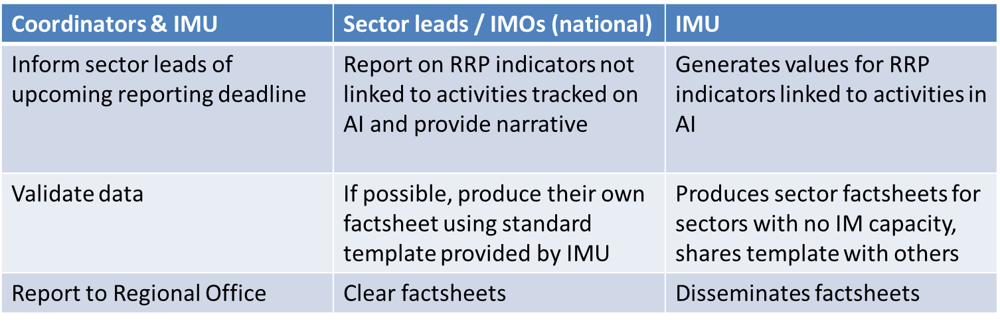 Coordinators & IMU
Sector leads / IMOs (national)
IMU
Inform sector leads of
upcoming reporting deadline
Report on RRP indicators not
linked to activities tracked on
AI and provide narrative
Generates values for RRP
indicators linked to activities in
AI
Validate data
If possible, produce their own
factsheet using standard
template provided by IMU
Produces sector factsheets for
sectors with no IM capacity,
shares template with others
Report to Regional Office
Clear factsheets
Disseminates factsheets